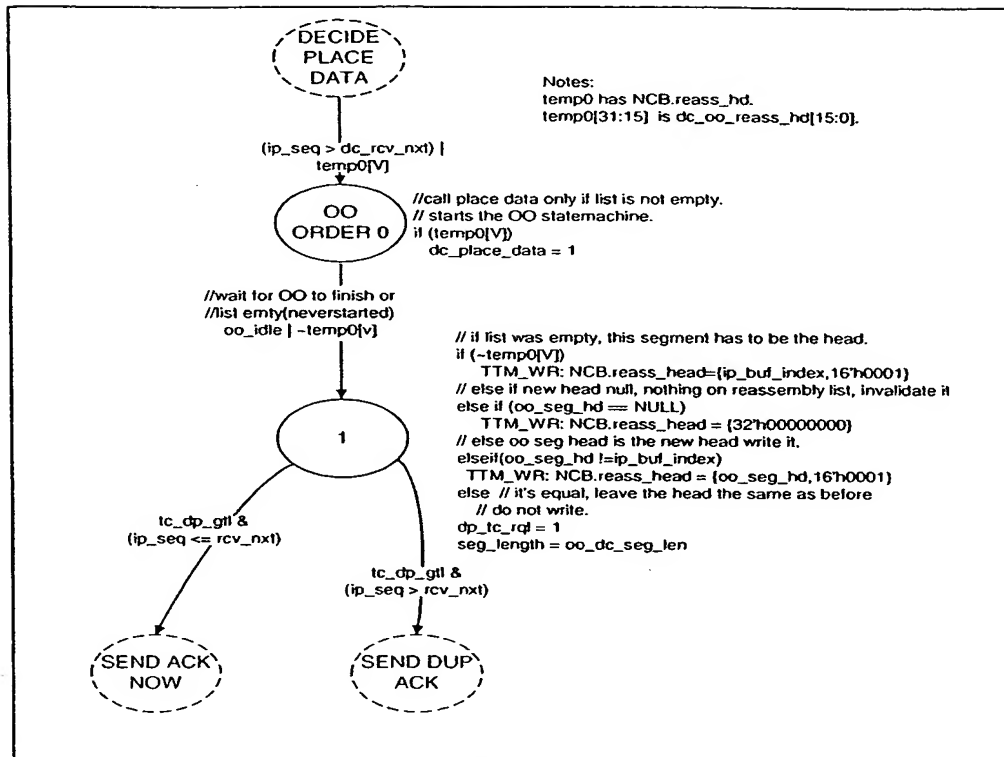 DECIDE
PLACE
DATA
Notes:
temp0 has NCB.reass_hd.
temp0[31:15] is dc_oo_reass_hd[15:0].
(ip_seq > dc_rcv_nxt) |
temp0[V]
OO
ORDER 0
//call place data only if list is not empty.
// starts the OO statemachine.
if (temp0[V])
dc_place_data = 1
//wait for OO to finish or
//list emty(neverstarted)
oo_idle | ~temp0[v]
1
// if list was empty, this segment has to be the head.
if (~temp0[V])
TTM_WR: NCB.reass_head={ip_buf_index,16'h0001}
// else if new head null, nothing on reassembly list, invalidate it
else if (oo_seg_hd == NULL)
TTM_WR: NCB.reass_head = {32'h00000000}
// else oo seg head is the new head write it.
elseif(oo_seg_hd !=ip_buf_index)
TTM_WR: NCB.reass_head = {oo_seg_hd,16'h0001}
else // it's equal, leave the head the same as before
// do not write.
dp_tc_rql = 1
seg_length = oo_dc_seg_len
tc_dp_gtl &
(ip_seq <= rcv_nxt)
tc_dp_gtl &
(ip_seq > rcv_nxt)
SEND ACK
NOW
SEND DUP
ACK